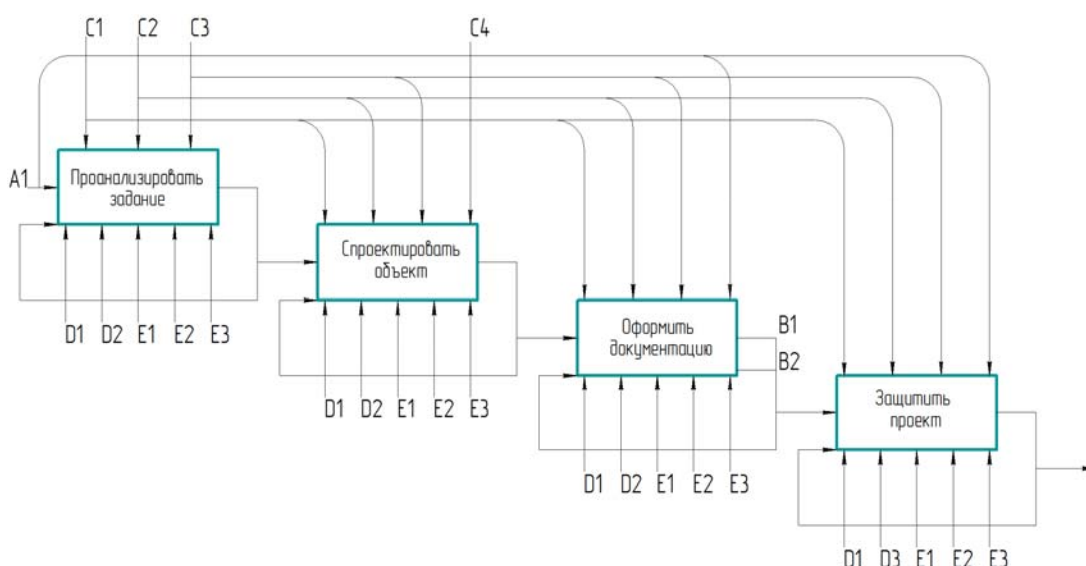 C1 C2 C3 C4
A1
Проанализировать
задание
D1 D2 E1 E2 E3
Спроектировать
объект
D1 D2 E1 E2 E3
Оформить
документацию
B1
B2
D1 D2 E1 E2 E3
Защитить
проект
D1 D3 E1 E2 E3